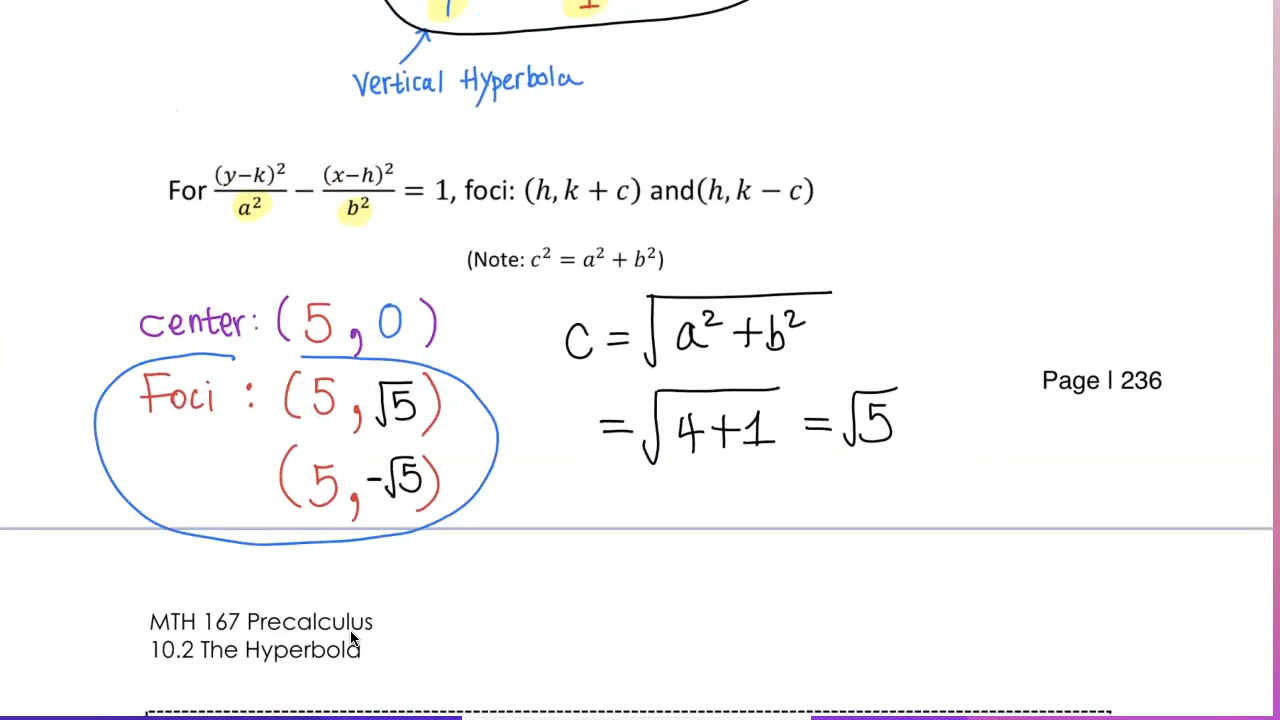 Vertical Hyperbola
For (y−k)²/a² − (x−h)²/b² = 1, foci: (h, k + c) and(h, k − c)
(Note: c² = a² + b²)
center: (5, 0)
c = √(a² + b²)
Page | 236
Foci : (5, √5)
= √(4+1) = √5
(5, -√5)
MTH 167 Precalculus
10.2 The Hyperbola